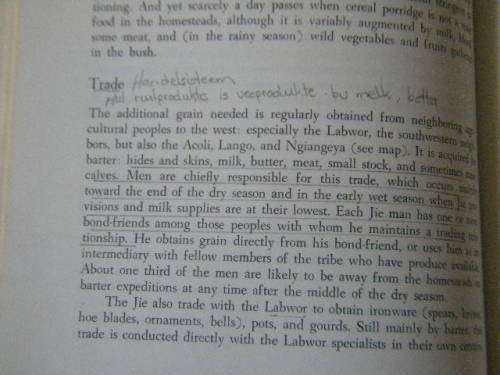 tioning. And yet scarcely a day passes when cereal porridge is not a
food in the homesteads, although it is variably augmented by milk,
some meat, and (in the rainy season) wild vegetables and fruits
in the bush.
Trade Handelsisteem
ruilprodukte is veeprodukte bv melk, botter
The additional grain needed is regularly obtained from neighboring
cultural peoples to the west: especially the Labwor, the southwestern
bors, but also the Acoli, Lango, and Ngiangeya (see map). It is acquired
barter: hides and skins, milk, butter, meat, small stock, and sometimes
calves. Men are chiefly responsible for this trade, which occurs
toward the end of the dry season and in the early wet season when Jie
visions and milk supplies are at their lowest. Each Jie man has one or
bond-friends among those peoples with whom he maintains a trading
tionship. He obtains grain directly from his bond-friend, or uses him as
intermediary with fellow members of the tribe who have produce
About one third of the men are likely to be away from the homesteads
barter expeditions at any time after the middle of the dry season.
The Jie also trade with the Labwor to obtain ironware (spears,
hoe blades, ornaments, bells), pots, and gourds. Still mainly by barter,
trade is conducted directly with the Labwor specialists in their own